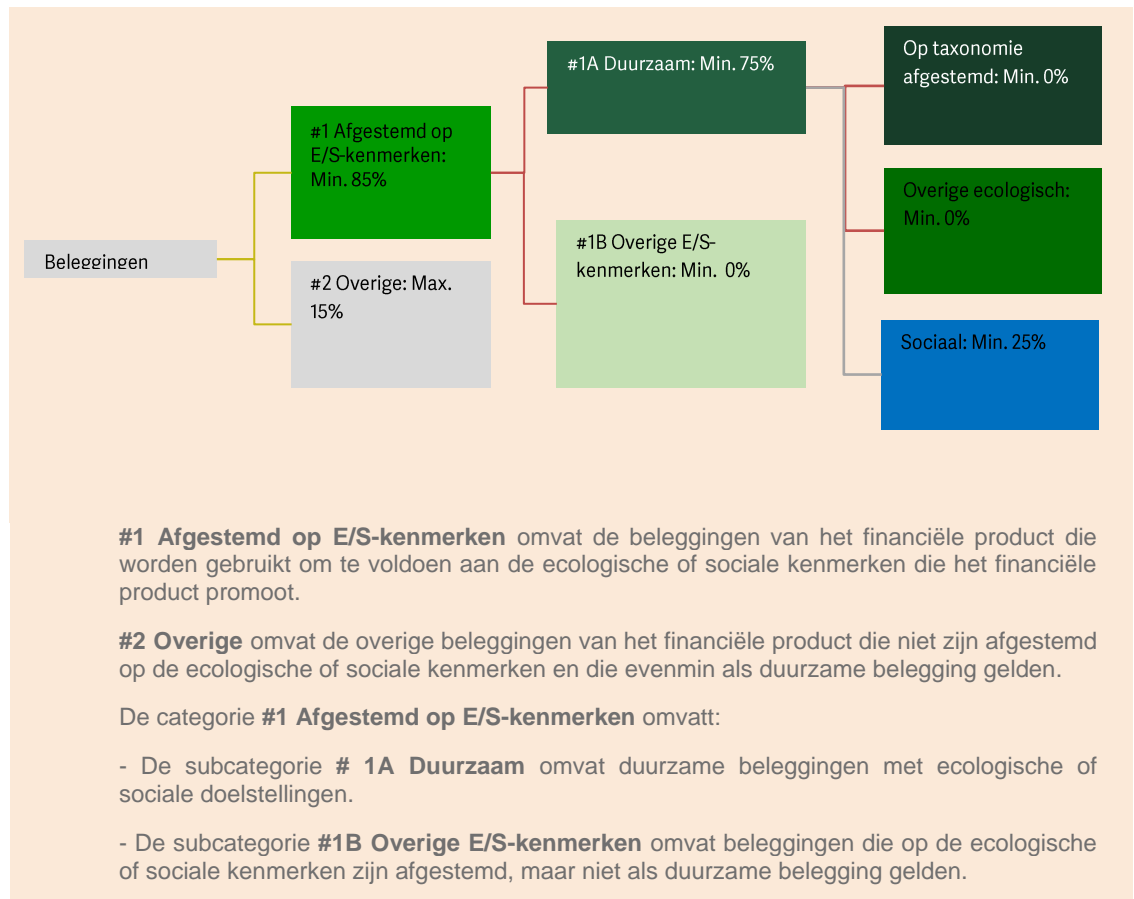 #1A Duurzaam: Min. 75%
Op taxonomie
afgestemd: Min. 0%
#1 Afgestemd op
E/S-kenmerken:
Min. 85%
Overige ecologisch:
Min. 0%
#1B Overige E/S-
kenmerken: Min. 0%
Beleggingen
#2 Overige: Max.
15%
Sociaal: Min. 25%
#1 Afgestemd op E/S-kenmerken omvat de beleggingen van het financiële product die
worden gebruikt om te voldoen aan de ecologische of sociale kenmerken die het financiële
product promoot.
#2 Overige omvat de overige beleggingen van het financiële product die niet zijn afgestemd
op de ecologische of sociale kenmerken en die evenmin als duurzame belegging gelden.
De categorie #1 Afgestemd op E/S-kenmerken omvatt:
- De subcategorie # 1A Duurzaam omvat duurzame beleggingen met ecologische of
sociale doelstellingen.
- De subcategorie #1B Overige E/S-kenmerken omvat beleggingen die op de ecologische
of sociale kenmerken zijn afgestemd, maar niet als duurzame belegging gelden.